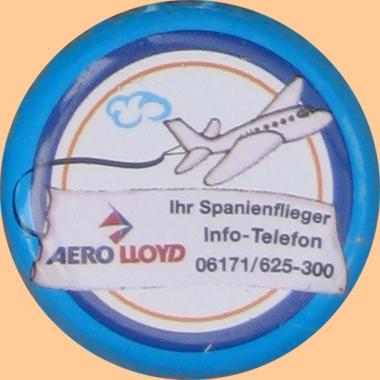 Ihr Spanienflieger
Info-Telefon
AERO LLOYD
06171/625-300